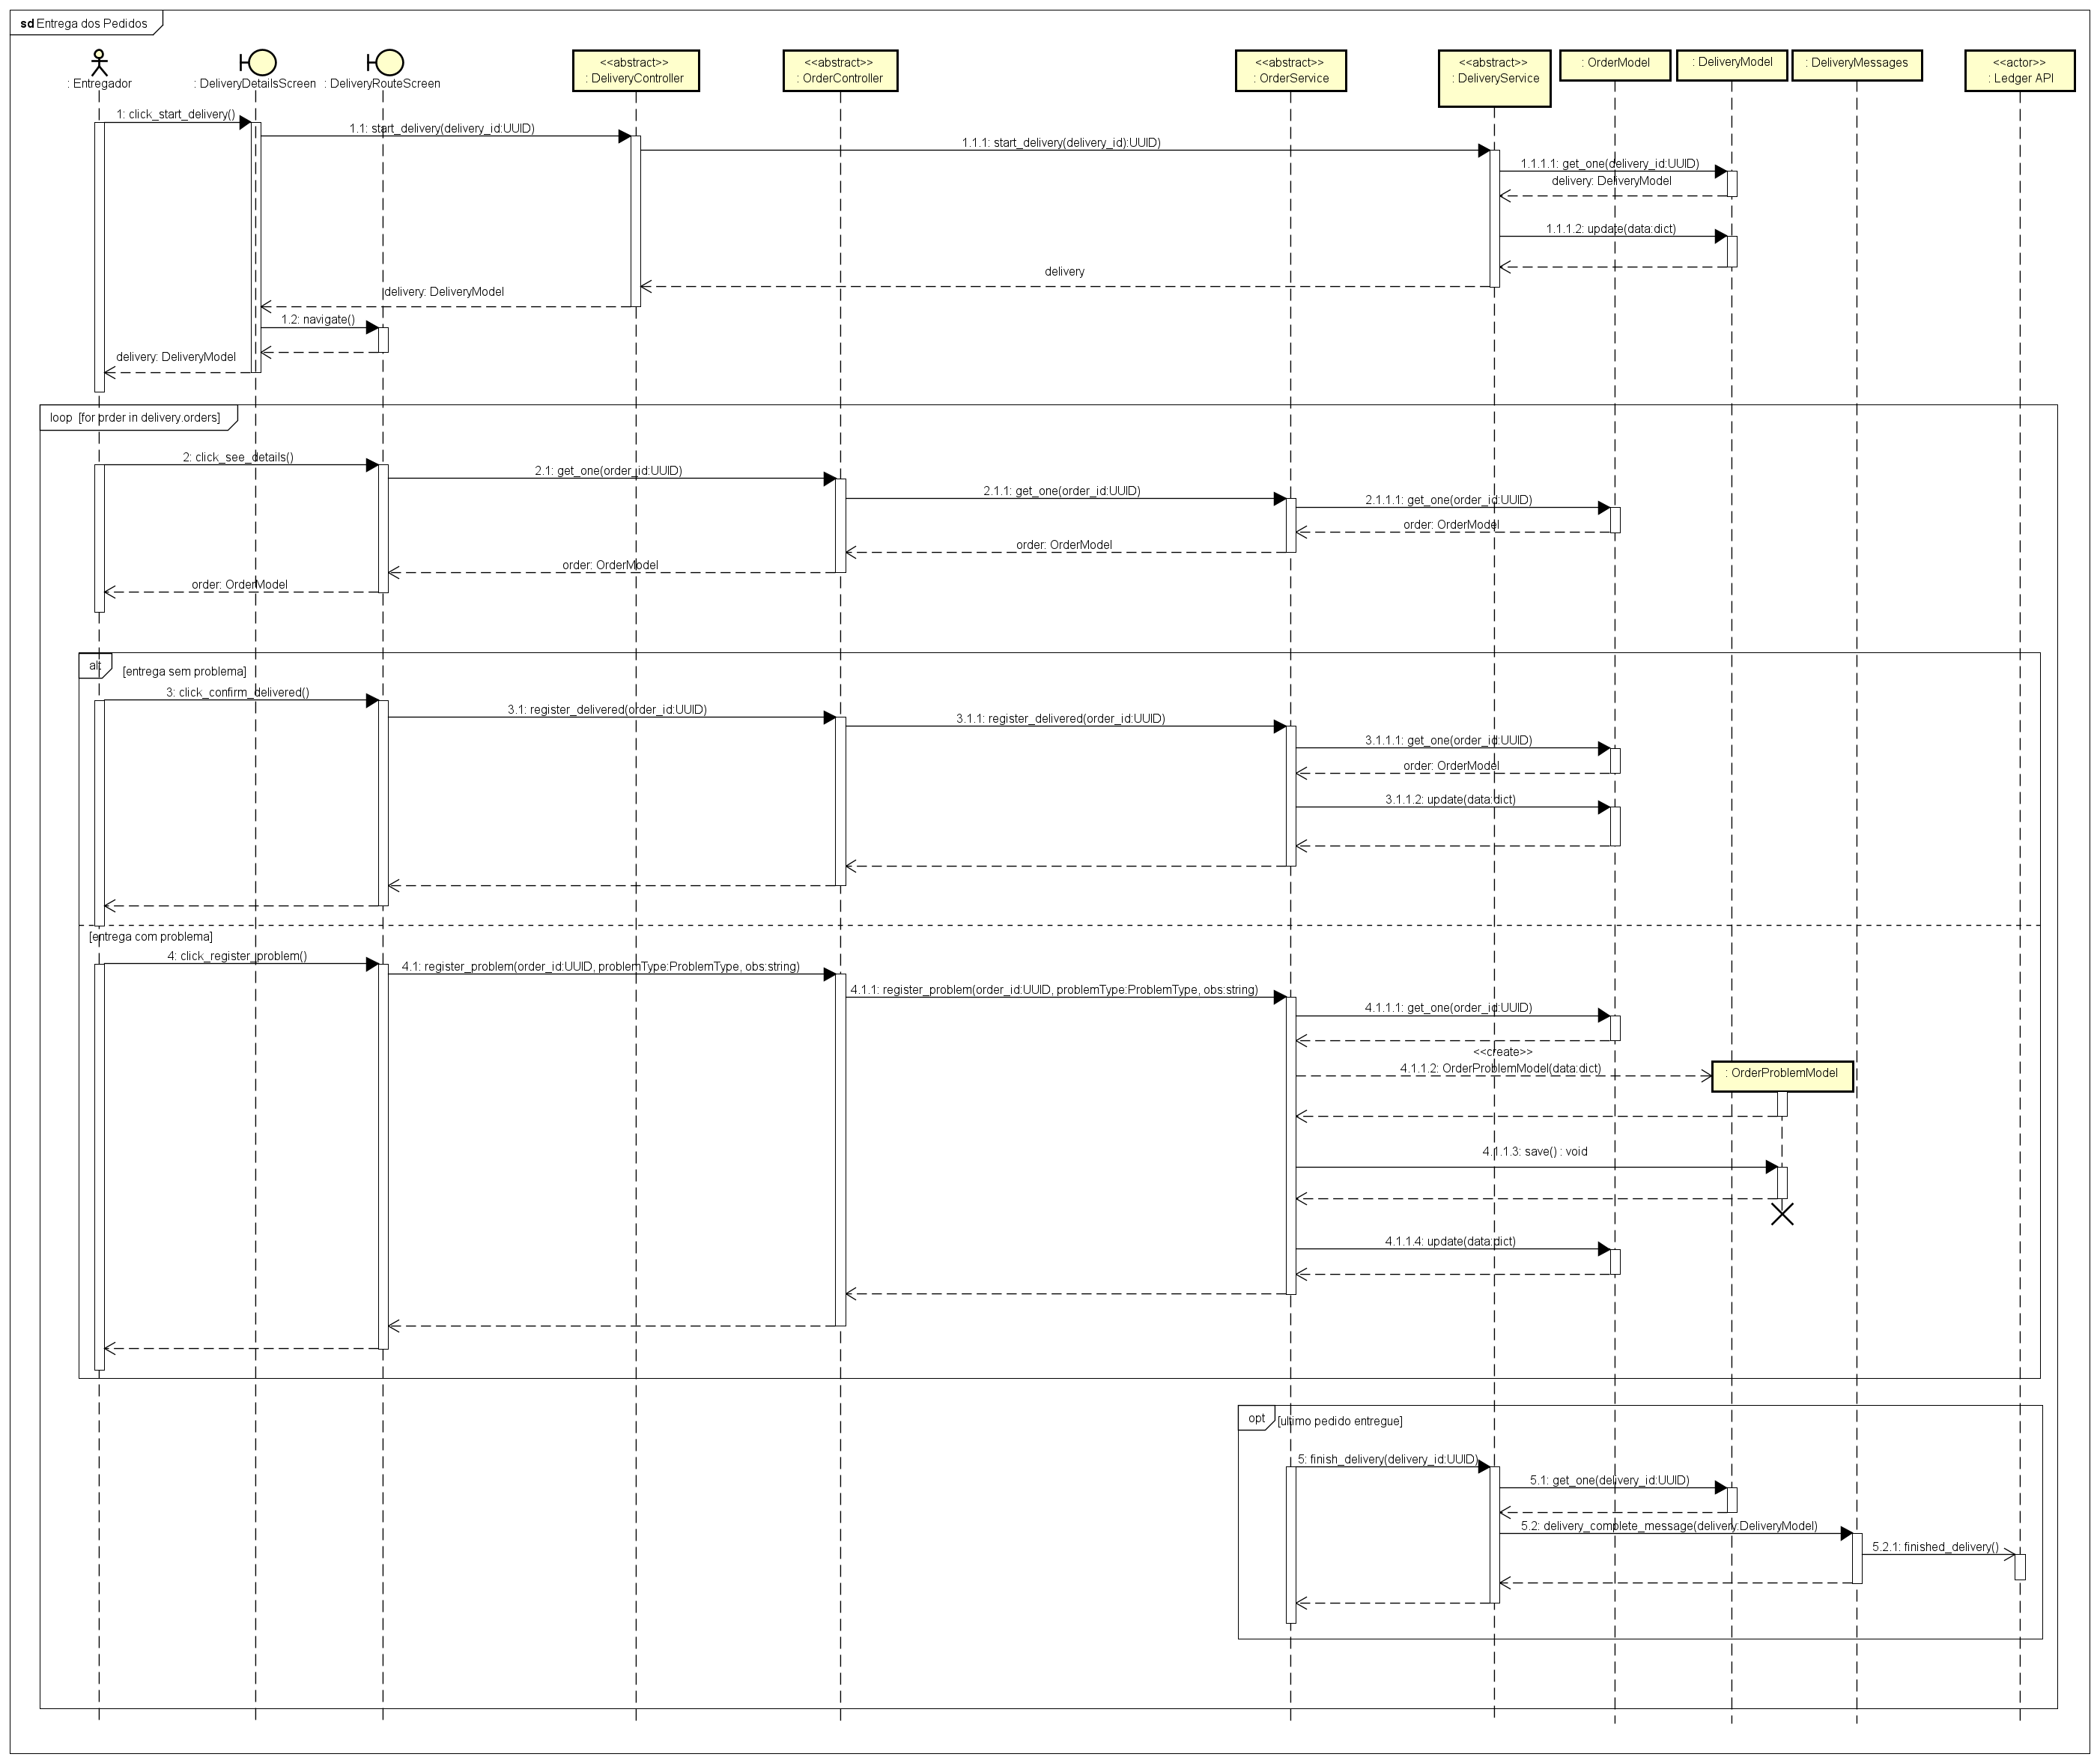 sd Entrega dos Pedidos
: Entregador
: DeliveryDetailsScreen
: DeliveryRouteScreen
<<abstract>>
: DeliveryController
<<abstract>>
: OrderController
<<abstract>>
: OrderService
<<abstract>>
: DeliveryService
: OrderModel
: DeliveryModel
: DeliveryMessages
<<actor>>
: Ledger API
1: click_start_delivery()
1.1: start_delivery(delivery_id:UUID)
1.1.1: start_delivery(delivery_id):UUID)
1.1.1.1: get_one(delivery_id:UUID)
delivery: DeliveryModel
1.1.1.2: update(data:dict)
delivery
delivery: DeliveryModel
1.2: navigate()
delivery: DeliveryModel
loop [for order in delivery.orders]
2: click_see_details()
2.1: get_one(order_id:UUID)
2.1.1: get_one(order_id:UUID)
2.1.1.1: get_one(order_id:UUID)
order: OrderModel
order: OrderModel
order: OrderModel
order: OrderModel
alt
[entrega sem problema]
3: click_confirm_delivered()
3.1: register_delivered(order_id:UUID)
3.1.1: register_delivered(order_id:UUID)
3.1.1.1: get_one(order_id:UUID)
order: OrderModel
3.1.1.2: update(data:dict)
[entrega com problema]
4: click_register_problem()
4.1: register_problem(order_id:UUID, problemType:ProblemType, obs:string)
4.1.1: register_problem(order_id:UUID, problemType:ProblemType, obs:string)
4.1.1.1: get_one(order_id:UUID)
<<create>>
4.1.1.2: OrderProblemModel(data:dict)
: OrderProblemModel
4.1.1.3: save() : void
4.1.1.4: update(data:dict)
opt
[ultimo pedido entregue]
5: finish_delivery(delivery_id:UUID)
5.1: get_one(delivery_id:UUID)
5.2: delivery_complete_message(delivery:DeliveryModel)
5.2.1: finished_delivery()